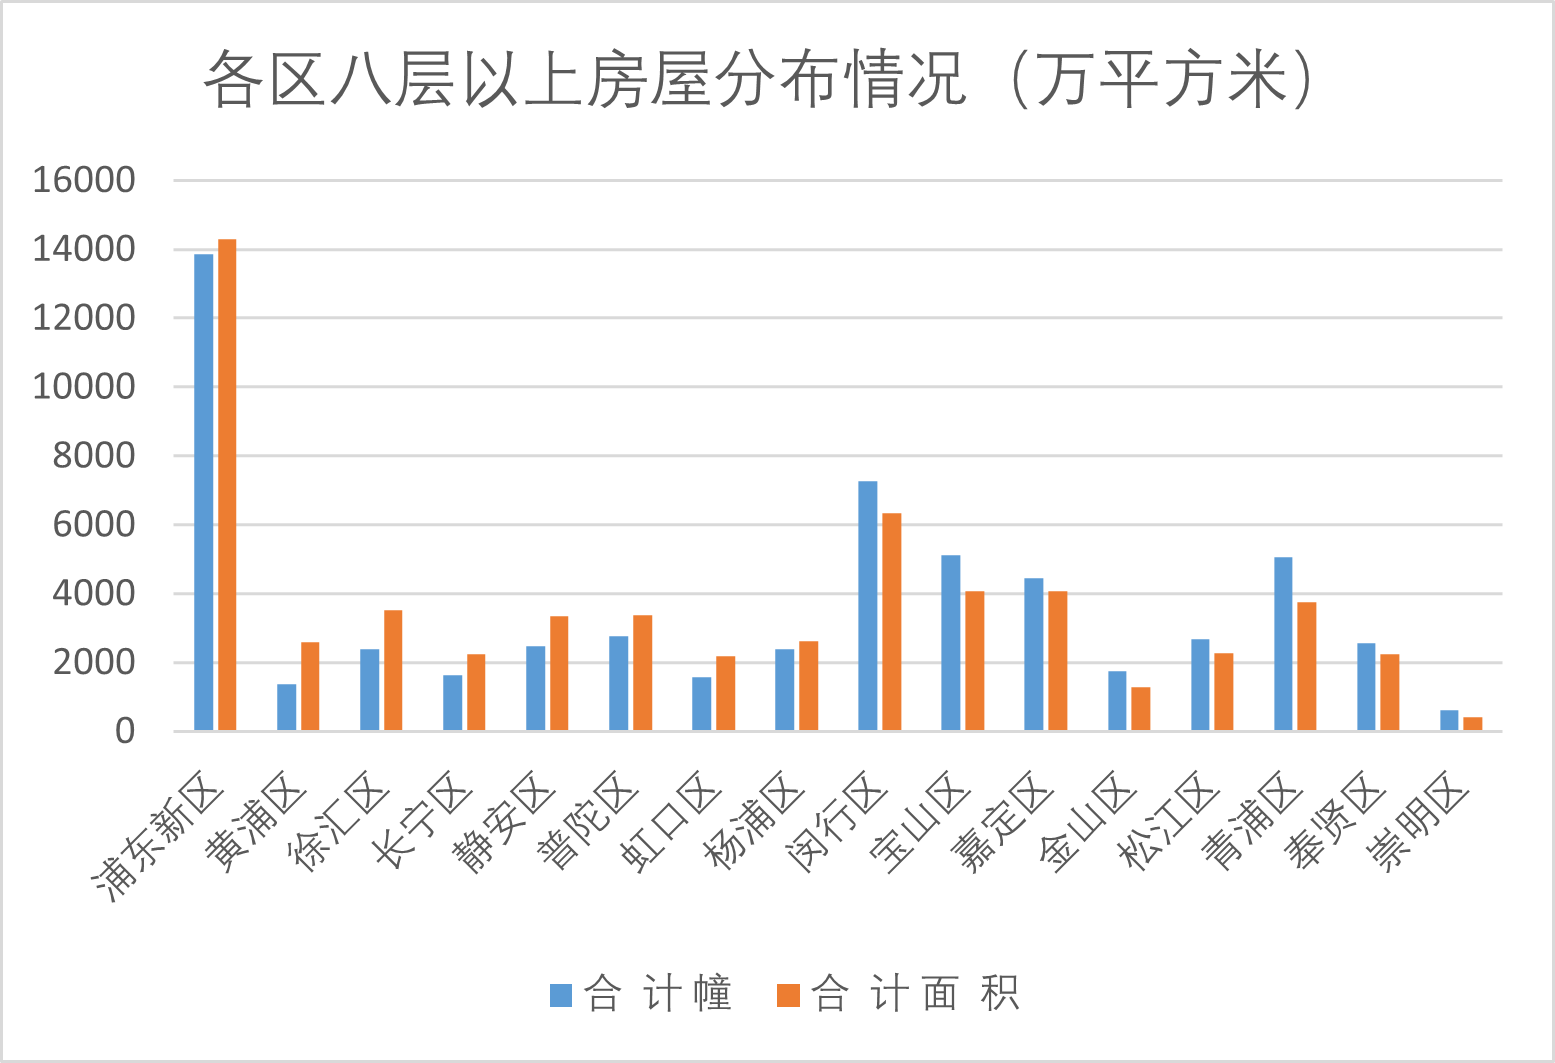 各区八层以上房屋分布情况（万平方米）
16000
14000
12000
10000
8000
6000
4000
2000
0
浦东新区
黄浦区
徐汇区
长宁区
静安区
普陀区
虹口区
杨浦区
闵行区
宝山区
嘉定区
金山区
松江区
青浦区
奉贤区
崇明区
合 计幢 合 计面 积